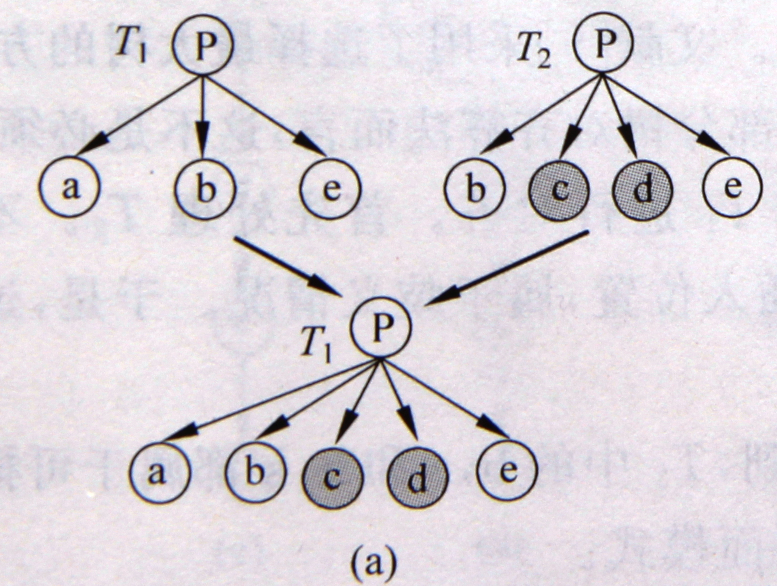 T₁ P T₂ P
a b e b c d e
T₁ P
a b c d e
(a)